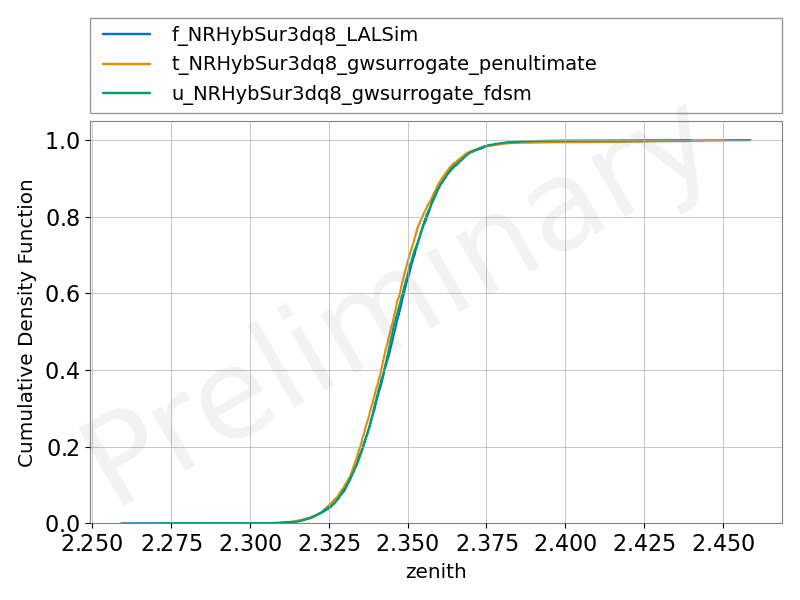 f_NRHybSur3dq8_LALSim
t_NRHybSur3dq8_gwsurrogate_penultimate
u_NRHybSur3dq8_gwsurrogate_fdsm
1.0
0.8
0.6
0.4
0.2
0.0
Cumulative Density Function
Preliminary
2.250 2.275 2.300 2.325 2.350 2.375 2.400 2.425 2.450
zenith